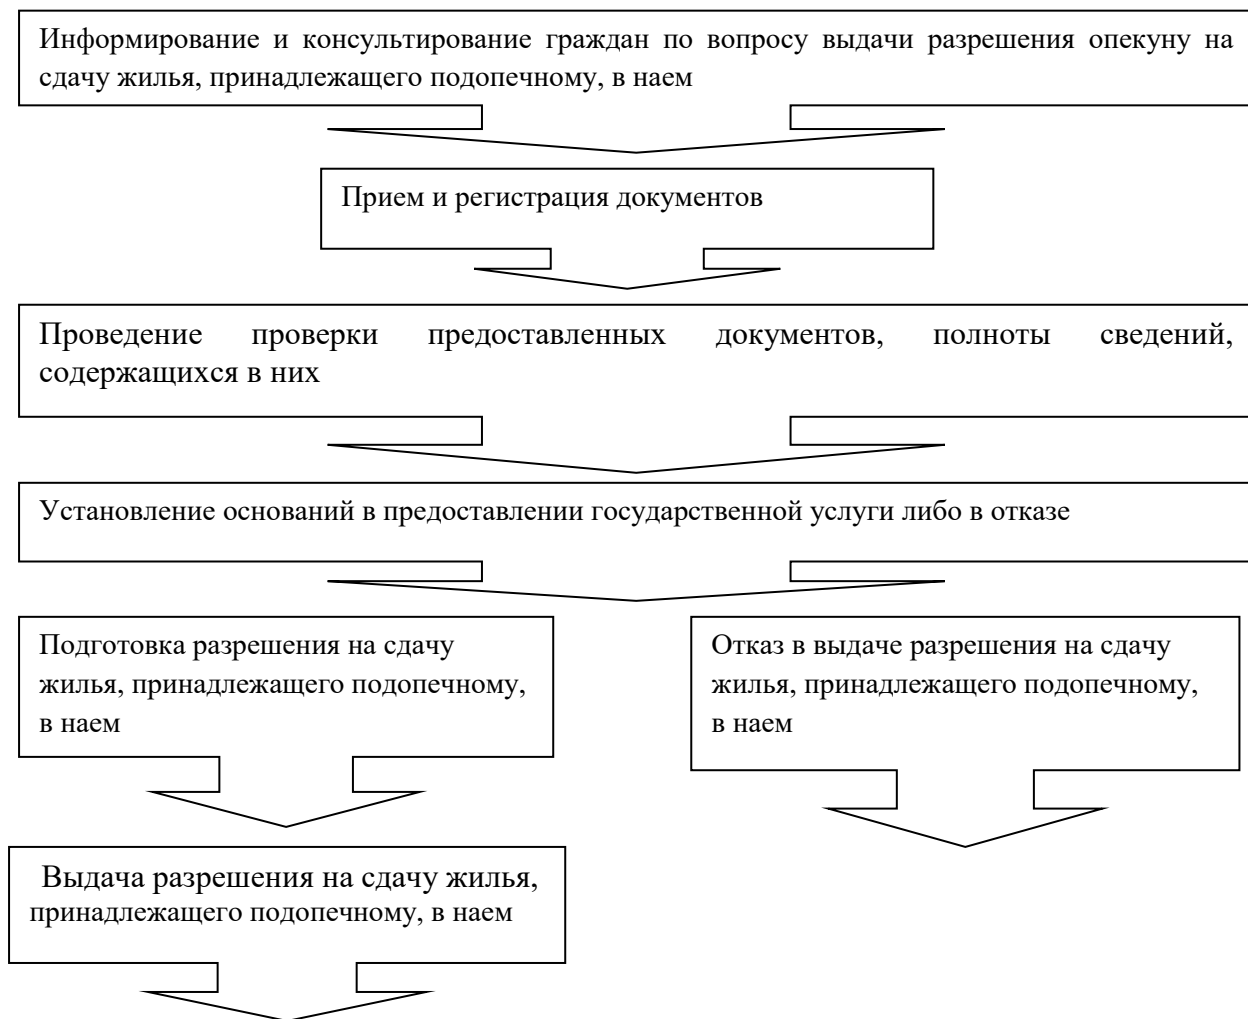 Информирование и консультирование граждан по вопросу выдачи разрешения опекуну на
сдачу жилья, принадлежащего подопечному, в наем
Прием и регистрация документов
Проведение проверки предоставленных документов, полноты сведений,
содержащихся в них
Установление оснований в предоставлении государственной услуги либо в отказе
Подготовка разрешения на сдачу
жилья, принадлежащего подопечному,
в наем
Отказ в выдаче разрешения на сдачу
жилья, принадлежащего подопечному,
в наем
Выдача разрешения на сдачу жилья,
принадлежащего подопечному, в наем